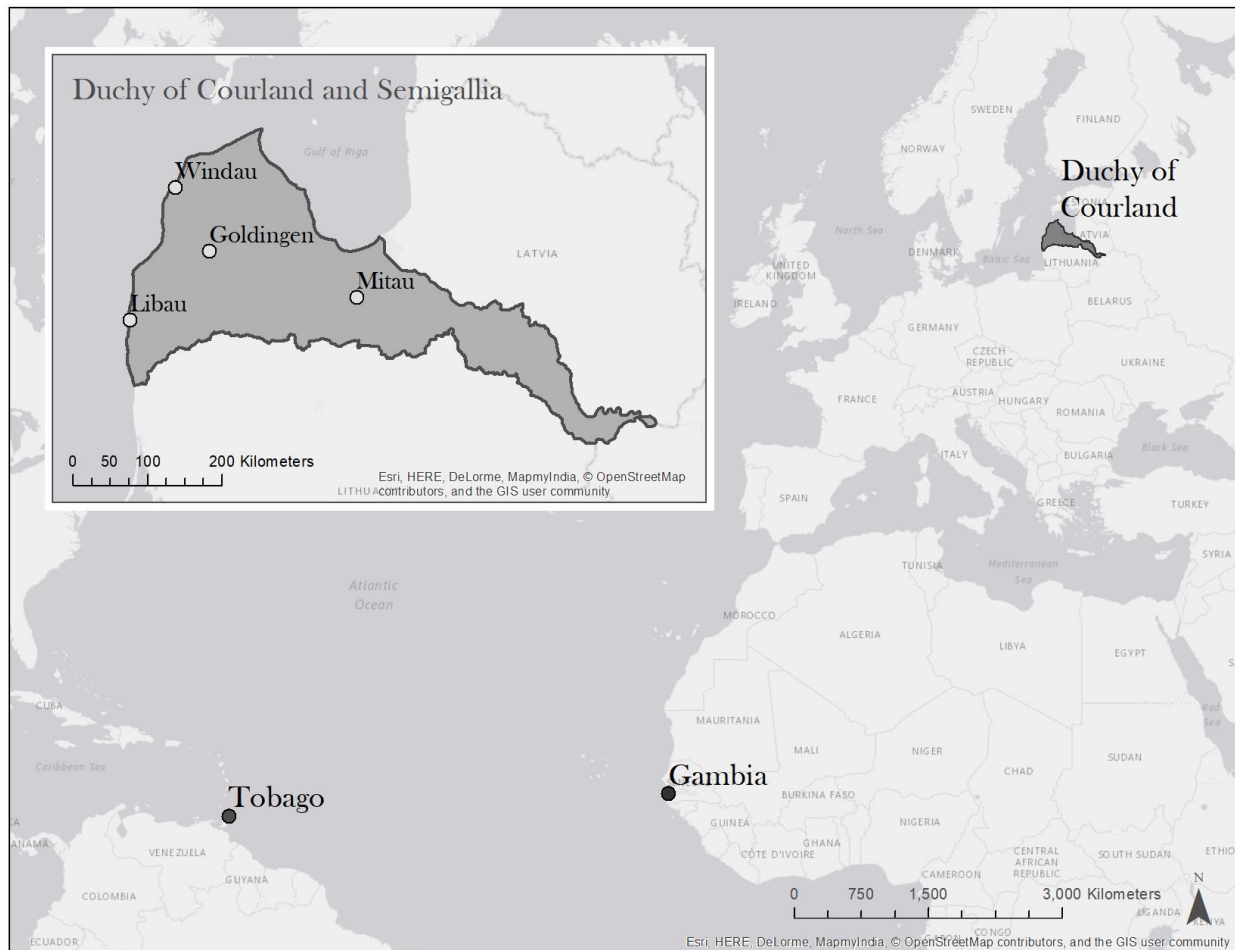 Duchy of Courland and Semigallia
Gulf of Riga
Windau
Goldingen
LATVIA
Mitau
Libau
0 50 100 200 Kilometers
Esri, HERE, DeLorme, MapmyIndia, © OpenStreetMap
contributors, and the GIS user community
SWEDEN
FINLAND
NORWAY
Duchy of
Courland
North Sea
DENMARK
Baltic Sea
LITHUANIA
UNITED
KINGDOM
IRELAND
BELARUS
GERMANY
CZECH
REPUBLIC
UKRAINE
FRANCE
AUSTRIA
HUNGARY
ROMANIA
ITALY
BULGARIA
Black Sea
SPAIN
GREECE
TURKEY
SYRIA
TUNISIA
Mediterranean
Sea
Atlantic
Ocean
MOROCCO
ALGERIA
LIBYA
EGYPT
Red
Sea
CUBA
MAURITANIA
MALI
NIGER
CHAD
SUDAN
Caribbean Sea
Gambia
Tobago
BURKINA FASO
GUINEA
NIGERIA
GHANA
CÔTE D'IVOIRE
VENEZUELA
GUYANA
COLOMBIA
CENTRAL
AFRICAN
REPUBLIC
SOUTH SUDAN
CAMEROON
N
0 750 1,500 3,000 Kilometers
UGANDA
ECUADOR
CONGO
Esri, HERE, DeLorme, MapmyIndia, © OpenStreetMap contributors, and the GIS user community